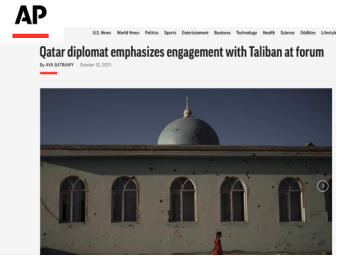 AP
U.S. News World News Politics Sports Entertainment Business Technology Health Science Oddities Lifestyle
Qatar diplomat emphasizes engagement with Taliban at forum
By AYA BATRAWY October 13, 2021